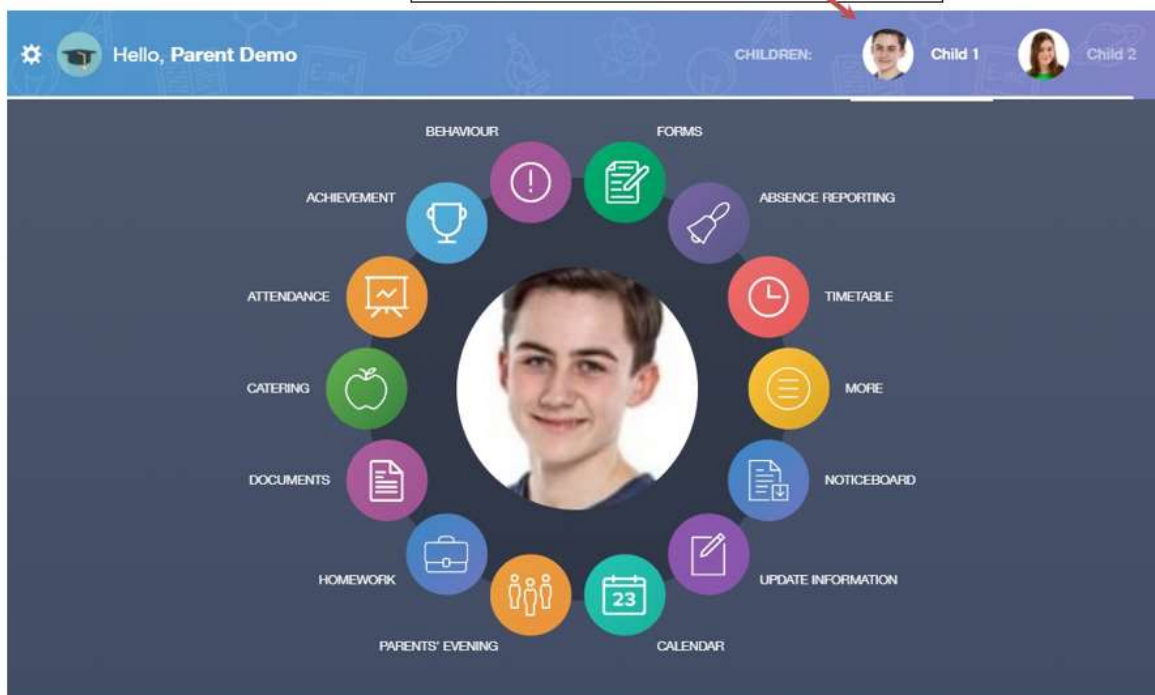 Hello, Parent Demo
CHILDREN:
Child 1
Child 2
BEHAVIOUR
FORMS
ACHIEVEMENT
ABSENCE REPORTING
ATTENDANCE
TIMETABLE
CATERING
MORE
DOCUMENTS
NOTICEBOARD
HOMEWORK
UPDATE INFORMATION
23
PARENTS' EVENING
CALENDAR